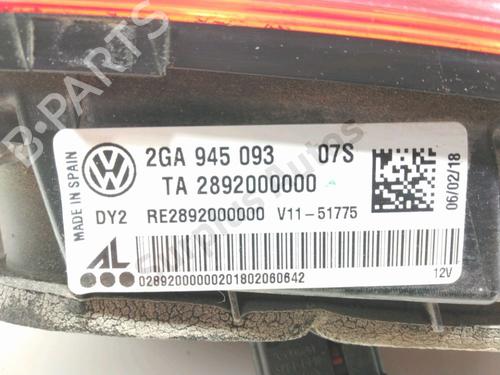 MADE IN SPAIN
2GA 945 093 07S
TA 2892000000
DY2 RE2892000000 V11-51775
06/02/18
AL
02892000000201802060642
12V
B-PARTS